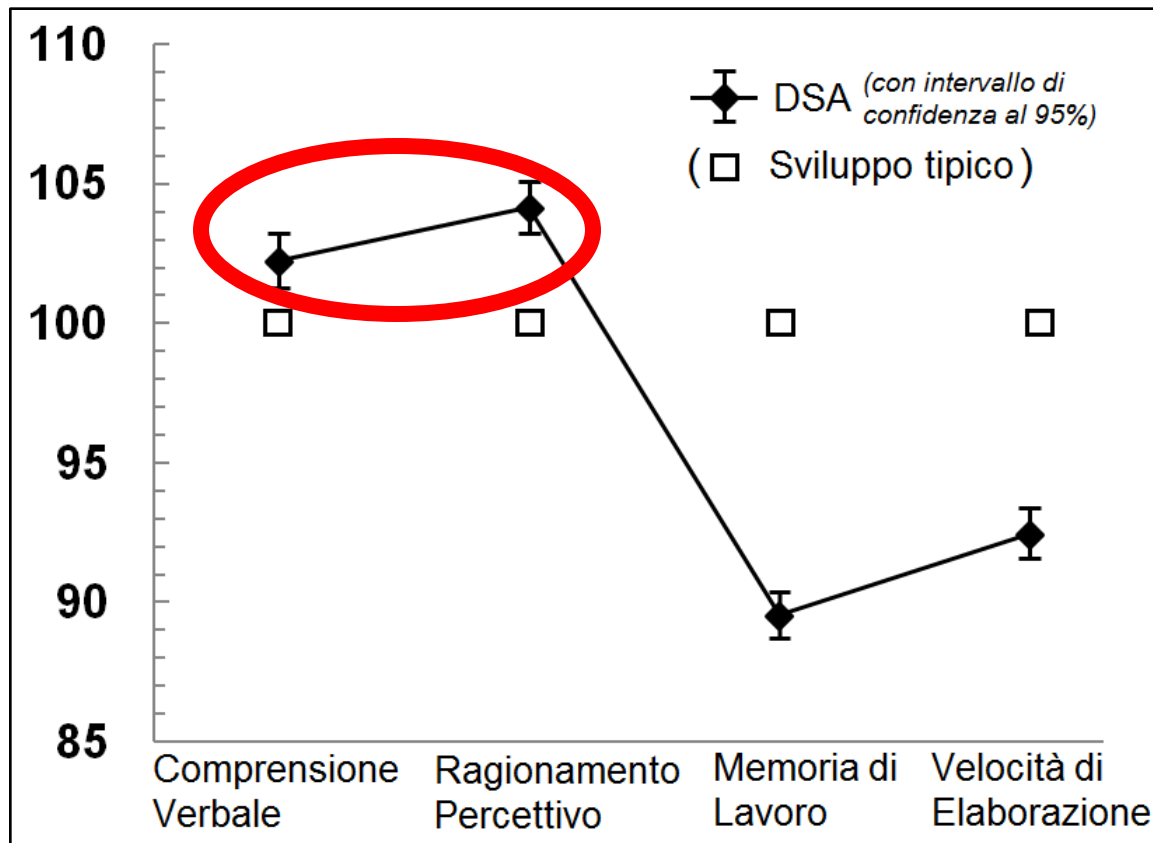 110
105
100
95
90
85
DSA (con intervallo di
confidenza al 95%)
( Sviluppo tipico )
Comprensione
Verbale
Ragionamento
Percettivo
Memoria di
Lavoro
Velocità di
Elaborazione